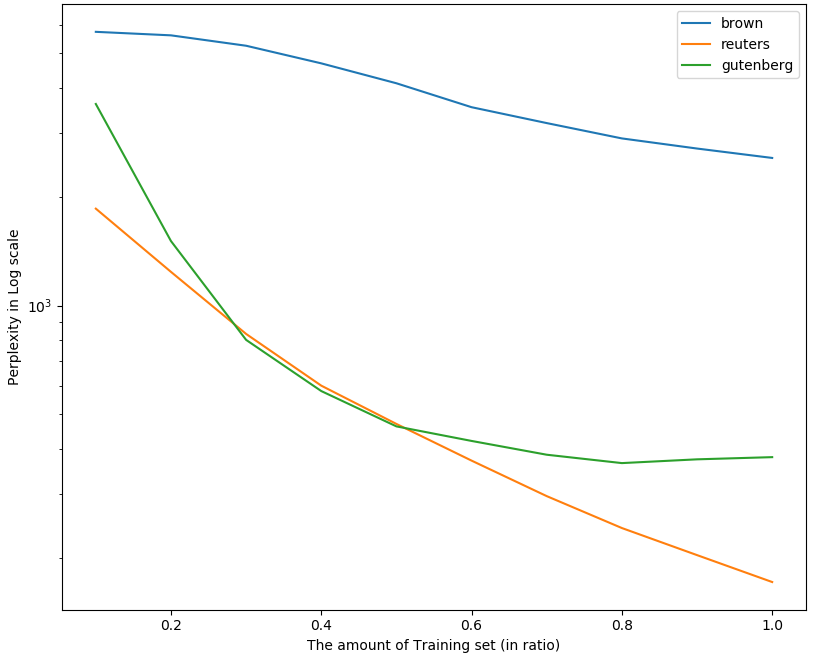 brown
reuters
gutenberg
Perplexity in Log scale
10³
0.2 0.4 0.6 0.8 1.0
The amount of Training set (in ratio)